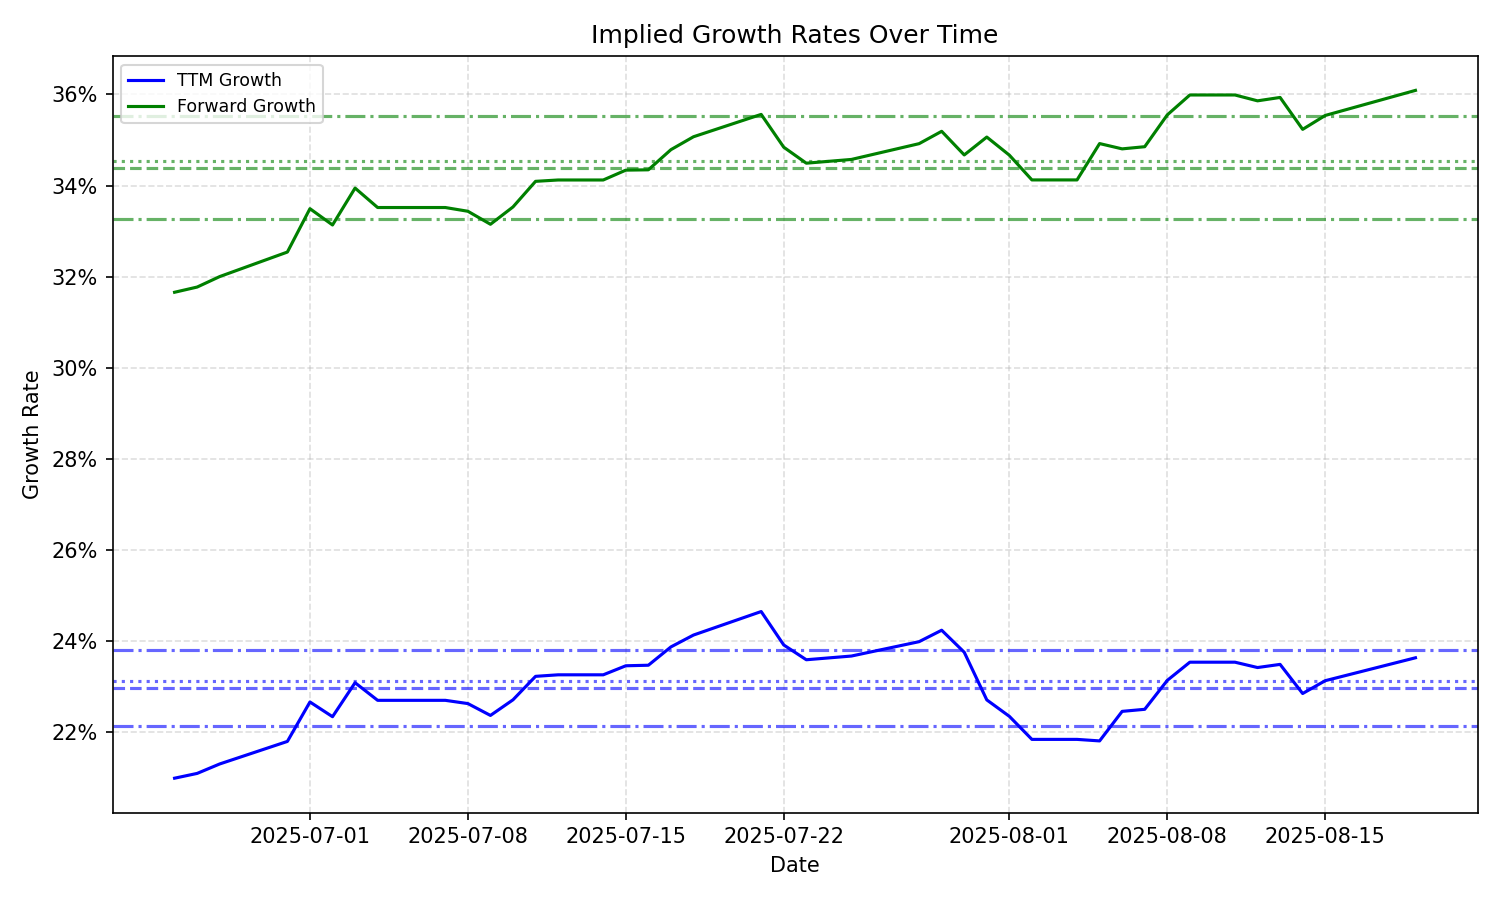 Implied Growth Rates Over Time
TTM Growth
Forward Growth
36%
34%
32%
30%
28%
26%
24%
22%
Growth Rate
2025-07-01 2025-07-08 2025-07-15 2025-07-22 2025-08-01 2025-08-08 2025-08-15
Date